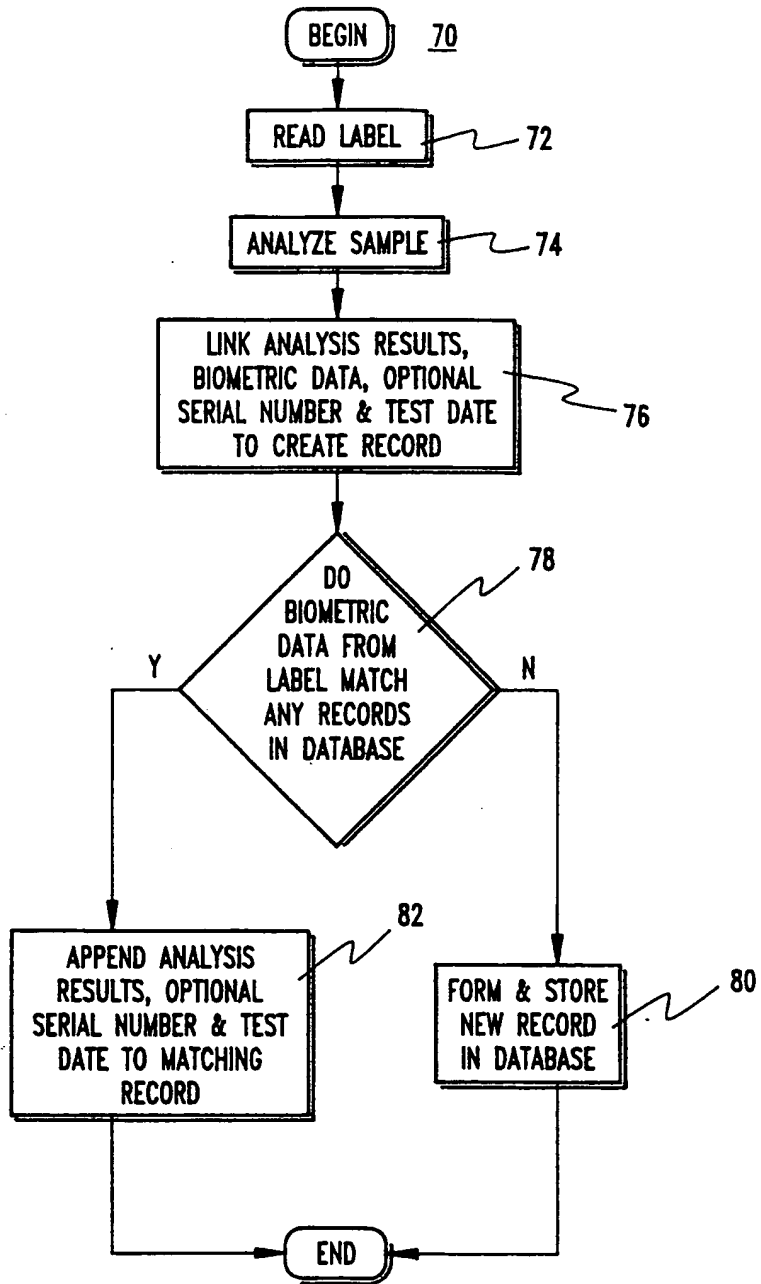 BEGIN
70
READ LABEL
72
ANALYZE SAMPLE
74
LINK ANALYSIS RESULTS,
BIOMETRIC DATA, OPTIONAL
SERIAL NUMBER & TEST DATE
TO CREATE RECORD
76
DO
BIOMETRIC
DATA FROM
LABEL MATCH
ANY RECORDS
IN DATABASE
78
Y
N
APPEND ANALYSIS
RESULTS, OPTIONAL
SERIAL NUMBER & TEST
DATE TO MATCHING
RECORD
82
FORM & STORE
NEW RECORD
IN DATABASE
80
END